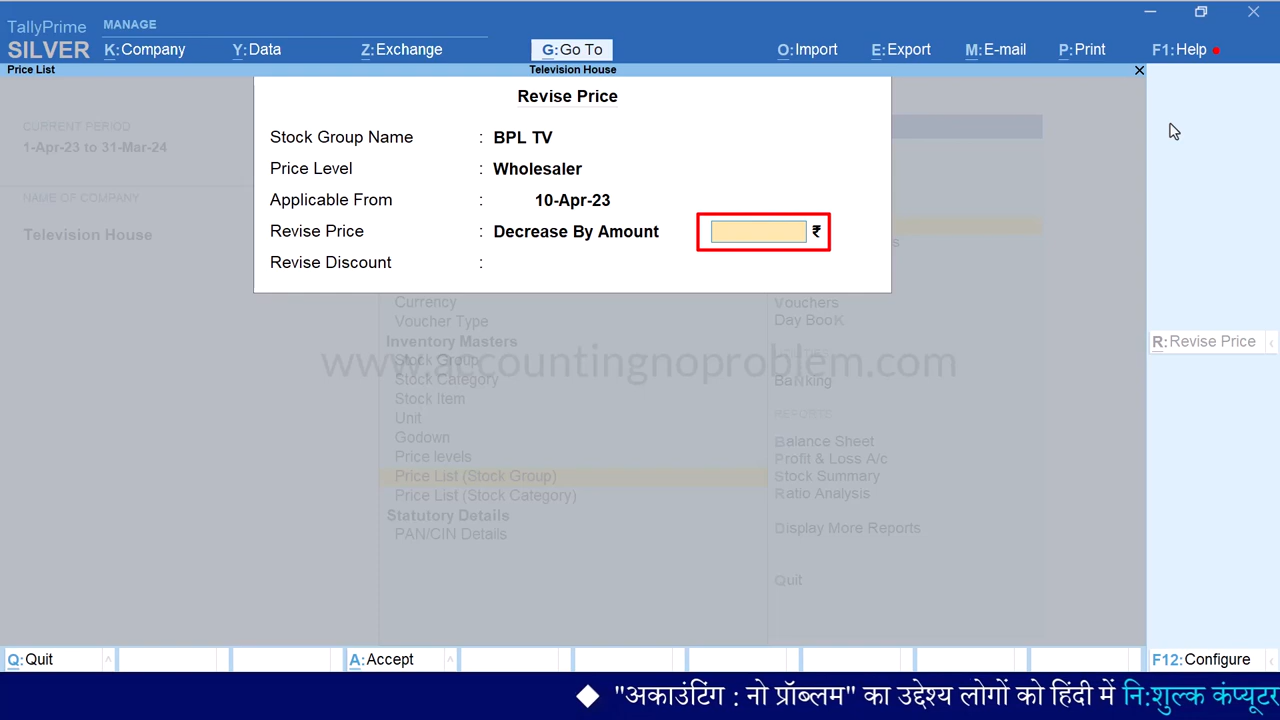 TallyPrime
MANAGE
SILVER
K:Company
Y:Data
Z:Exchange
G:Go To
O:Import
E:Export
M:E-mail
P:Print
F1:Help
Price List
Television House
Revise Price
CURRENT PERIOD
1-Apr-23 to 31-Mar-24
NAME OF COMPANY
Television House
Stock Group Name : BPL TV
Price Level : Wholesaler
Applicable From : 10-Apr-23
Revise Price : Decrease By Amount ₹
Revise Discount :
Currency
Voucher Type
Inventory Masters
Stock Group
Stock Category
Stock Item
Unit
Godown
Price levels
Price List (Stock Group)
Price List (Stock Category)
Statutory Details
PAN/CIN Details
Vouchers
Day BooK
BaNking
REPORTS
Balance Sheet
Profit & Loss A/c
Stock Summary
Ratio Analysis
Display More Reports
Quit
www.accountingnoproblem.com
R:Revise Price
Q:Quit
A:Accept
F12:Configure
"अकाउंटिंग : नो प्रॉब्लम" का उद्देश्य लोगों को हिंदी में नि:शुल्क कंप्यूटर